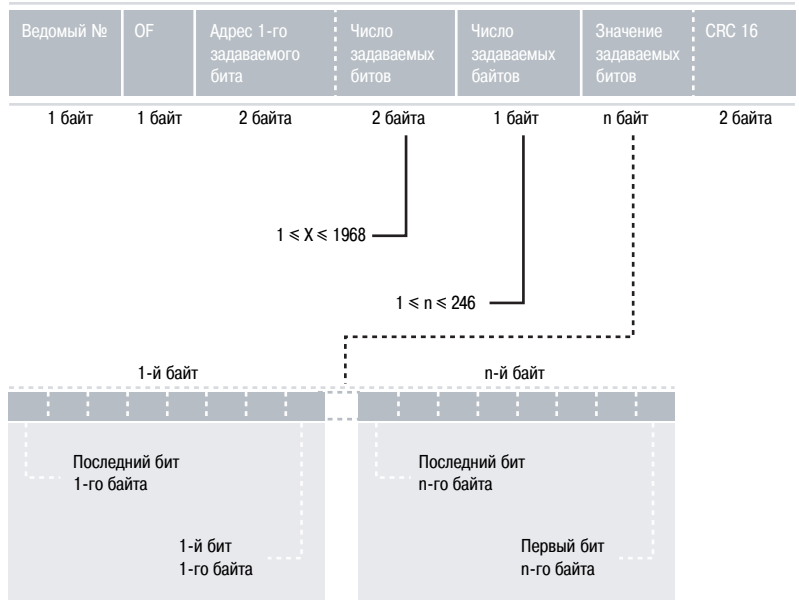 Ведомый № OF Адрес 1-го задаваемого бита Число задаваемых битов Число задаваемых байтов Значение задаваемых битов CRC 16
1 байт 1 байт 2 байта 2 байта 1 байт n байт 2 байта
1 ⩽ X ⩽ 1968
1 ⩽ n ⩽ 246
1-й байт n-й байт
Последний бит
1-го байта
Последний бит
n-го байта
1-й бит
1-го байта
Первый бит
n-го байта